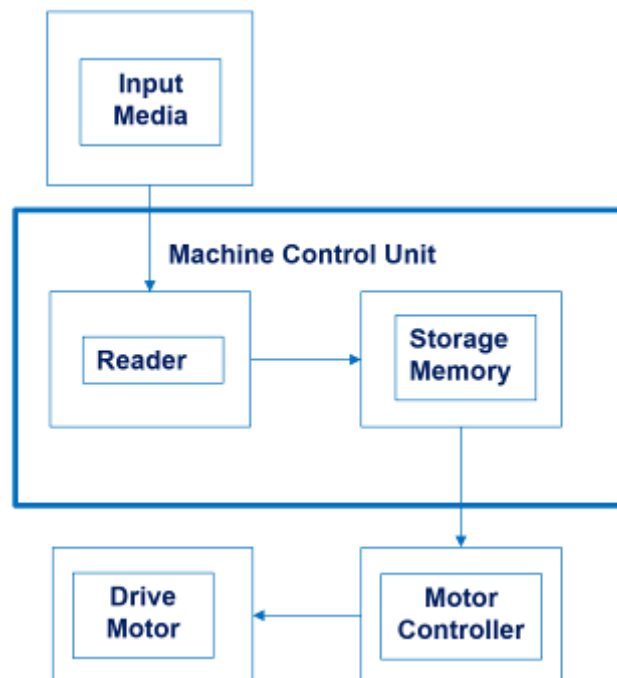 Input
Media
Machine Control Unit
Reader
Storage
Memory
Drive
Motor
Motor
Controller